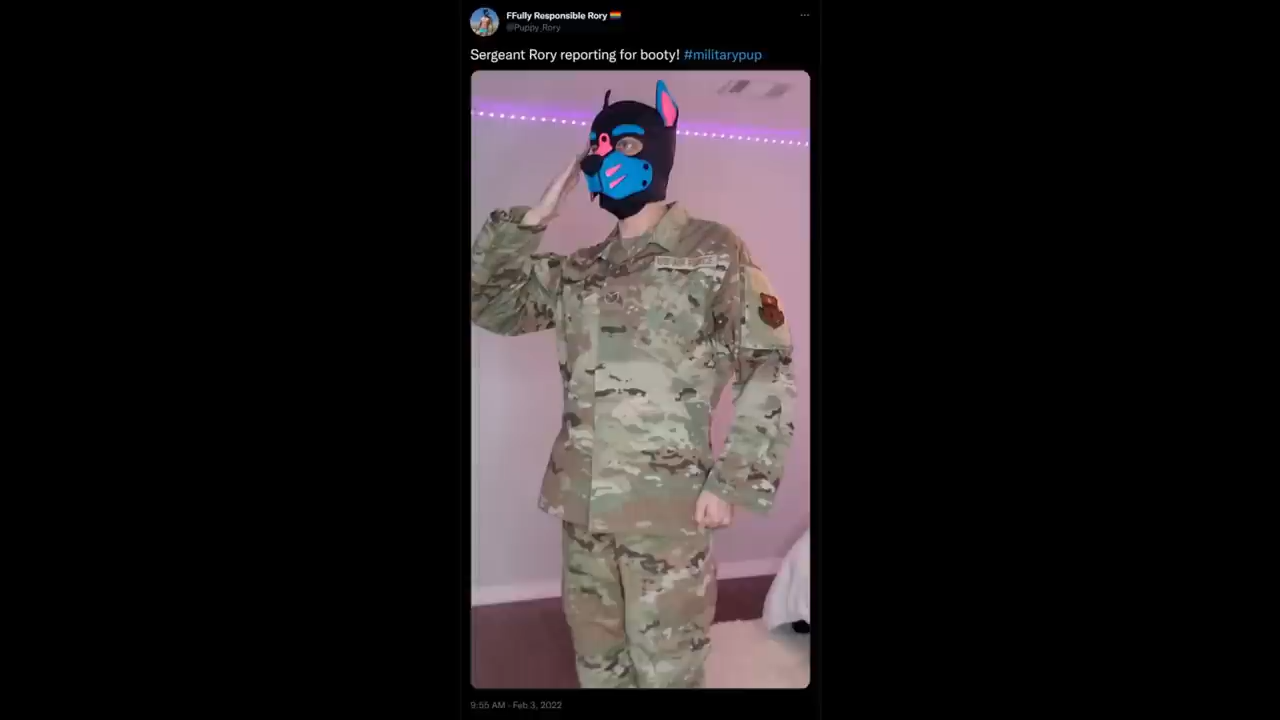 FFully Responsible Rory 🏳️‍🌈
@Puppy_Rory
Sergeant Rory reporting for booty! #militarypup
9:55 AM · Feb 3, 2022